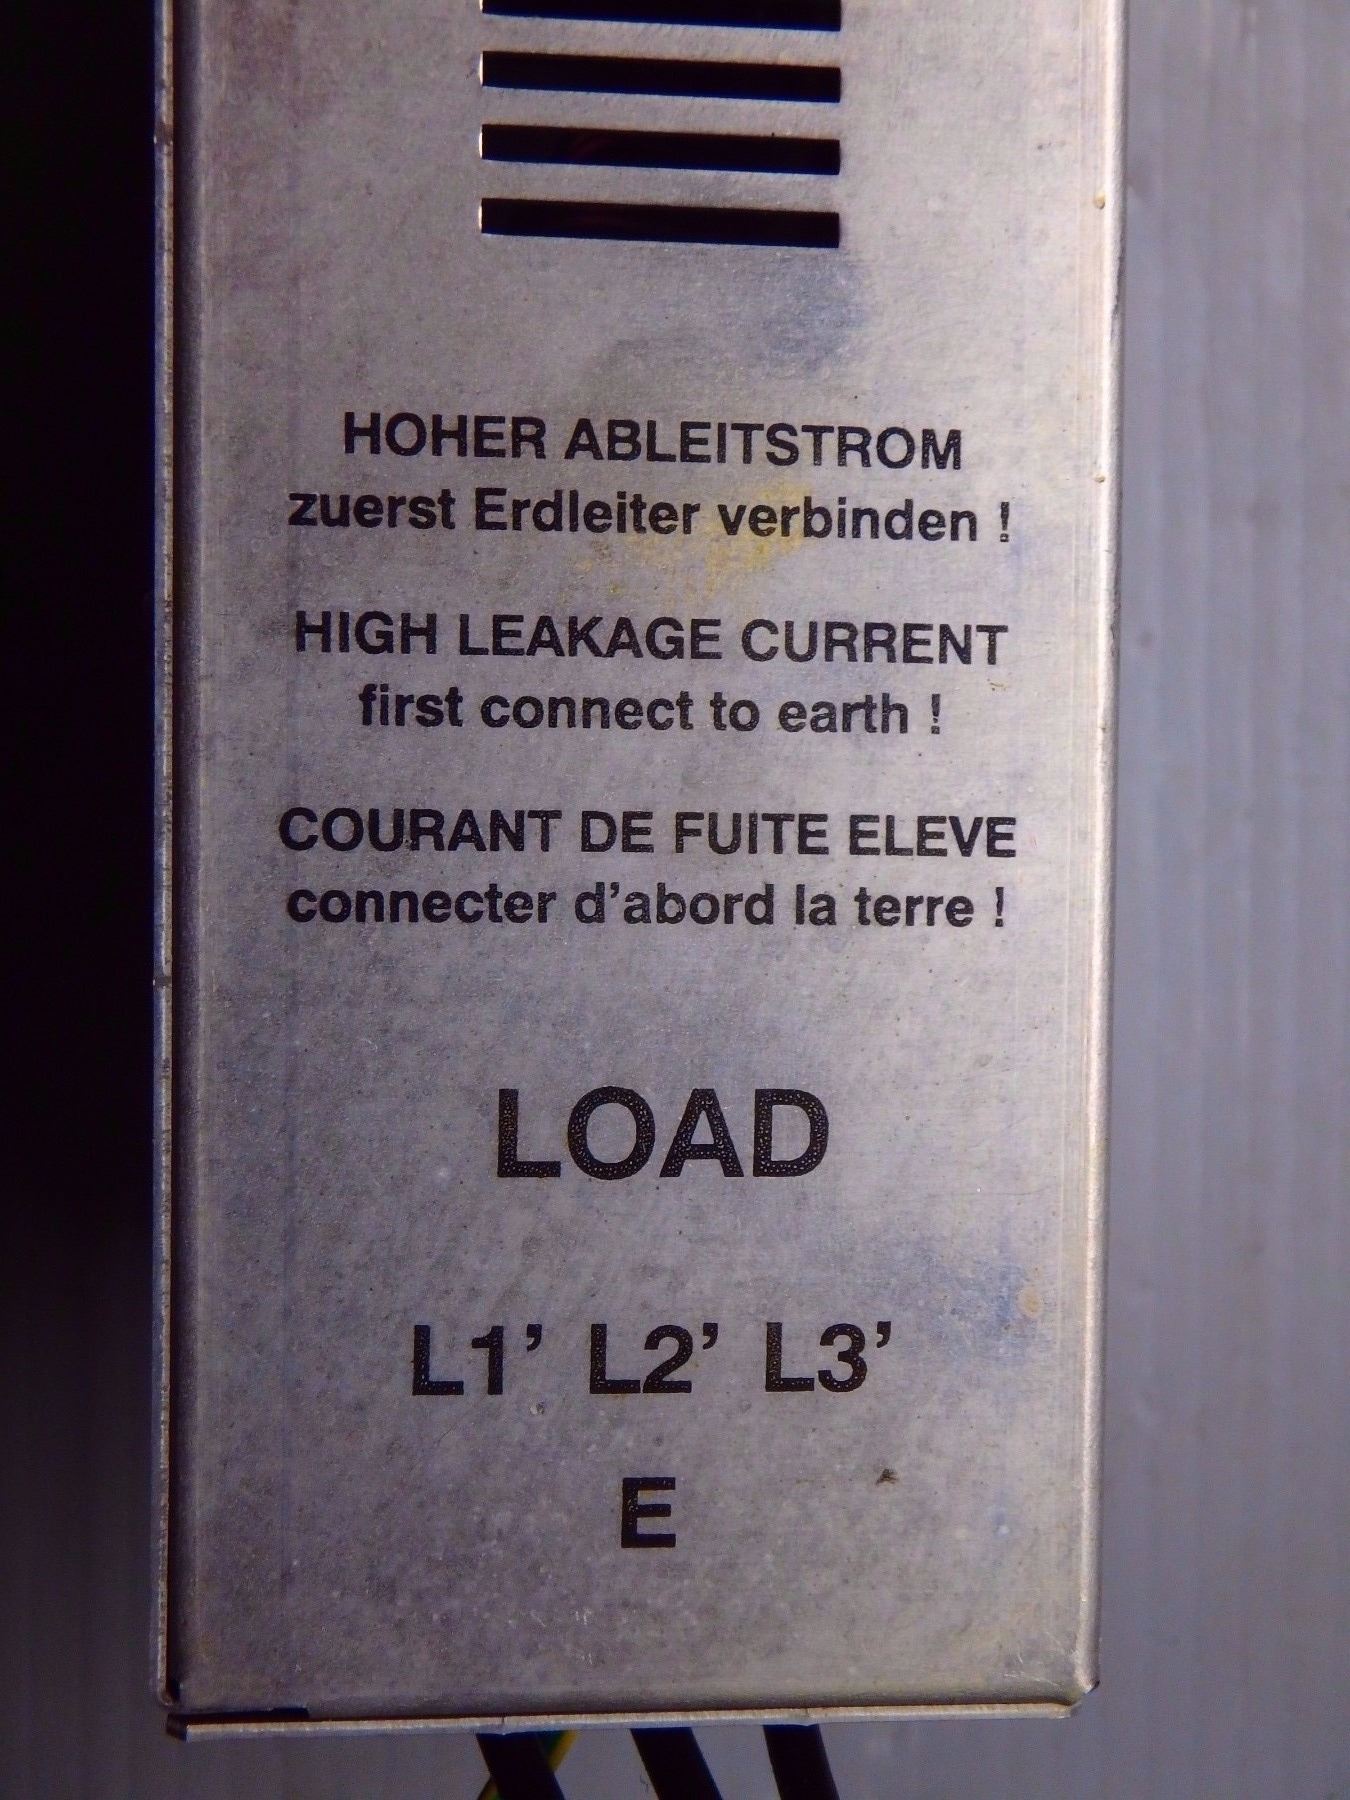 HOHER ABLEITSTROM
zuerst Erdleiter verbinden !
HIGH LEAKAGE CURRENT
first connect to earth !
COURANT DE FUITE ELEVE
connecter d’abord la terre !
LOAD
L1’ L2’ L3’
E